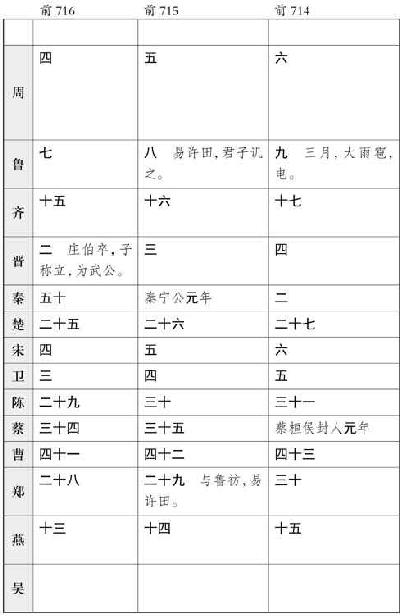 前716 前715 前714
周 四 五 六
鲁 七 八 易许田，君子讥之。 九 三月，大雨雹，电。
齐 十五 十六 十七
晋 二 庄伯卒，子称立，为武公。 三 四
秦 五十 秦宁公元年 二
楚 二十五 二十六 二十七
宋 四 五 六
卫 三 四 五
陈 二十九 三十 三十一
蔡 三十四 三十五 蔡桓侯封人元年
曹 四十一 四十二 四十三
郑 二十八 二十九 与鲁祊，易许田。 三十
燕 十三 十四 十五
吴